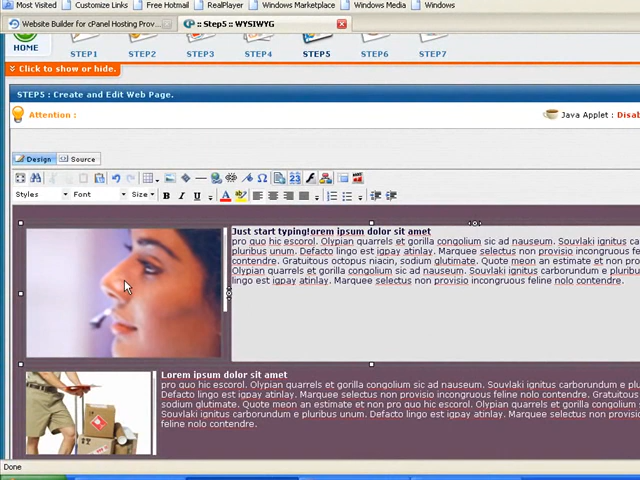 Most Visited Customize Links Free Hotmail RealPlayer Windows Marketplace Windows Media Windows
Website Builder for cPanel Hosting Prov... :: Step5 :: WYSIWYG
HOME STEP1 STEP2 STEP3 STEP4 STEP5 STEP6 STEP7
Click to show or hide.
STEP5 : Create and Edit Web Page.
Attention : Java Applet : Disab
Design Source
Styles Font Size B I U
Just start typing!orem ipsum dolor sit amet
pro quo hic escorol. Olypian quarrels et gorilla congolium sic ad nauseum. Souvlaki ignitus ca
pluribus unum. Defacto lingo est igpay atinlay. Marquee selectus non provisio incongruous fe
contendre. Gratuitous octopus niacin, sodium glutimate. Quote meon an estimate et non pro
Olypian quarrels et gorilla congolium sic ad nauseum. Souvlaki ignitus carborundum e pluribus
lingo est igpay atinlay. Marquee selectus non provisio incongruous feline nolo contendre.
Lorem ipsum dolor sit amet
pro quo hic escorol. Olypian quarrels et gorilla congolium sic ad nauseum. Souvlaki ignitus carborundum e plu
lingo est igpay atinlay. Marquee selectus non provisio incongruous feline nolo contendre. Gratuitous
sodium glutimate. Quote meon an estimate et non pro quo hic escorol. Olypian quarrels et gorilla
Souvlaki ignitus carborundum e pluribus unum. Defacto lingo est igpay atinlay. Marquee selectus non provisio
feline nolo contendre.
Done